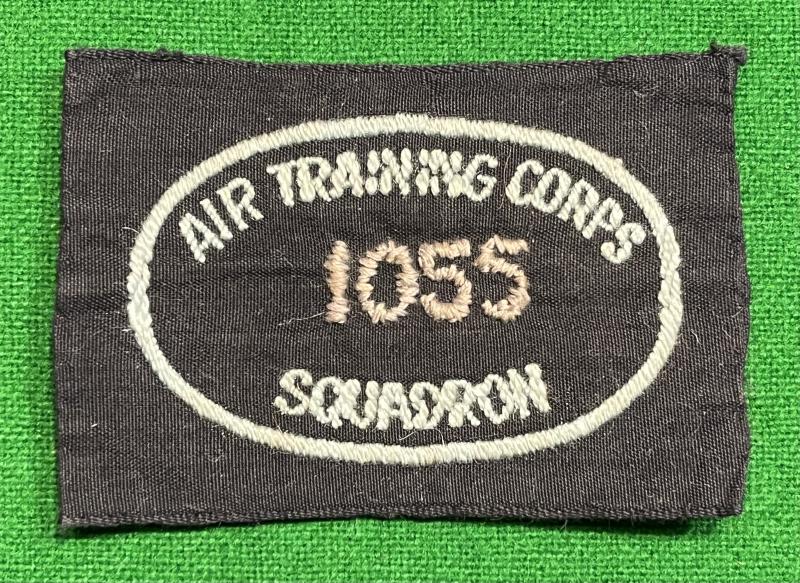 AIR TRAINING CORPS
1055
SQUADRON